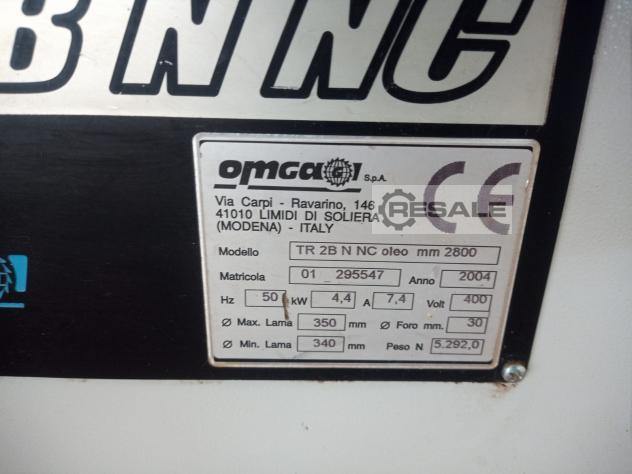 B N NC
omga S.p.A. CE
Via Carpi - Ravarino, 146
41010 LIMIDI DI SOLIERA
(MODENA) - ITALY
RESALE
Modello TR 2B N NC oleo mm 2800
Matricola 01 295547 Anno 2004
Hz 50 kW 4,4 A 7,4 Volt 400
Ø Max. Lama 350 mm Ø Foro mm. 30
Ø Min. Lama 340 mm Peso N 5.292,0